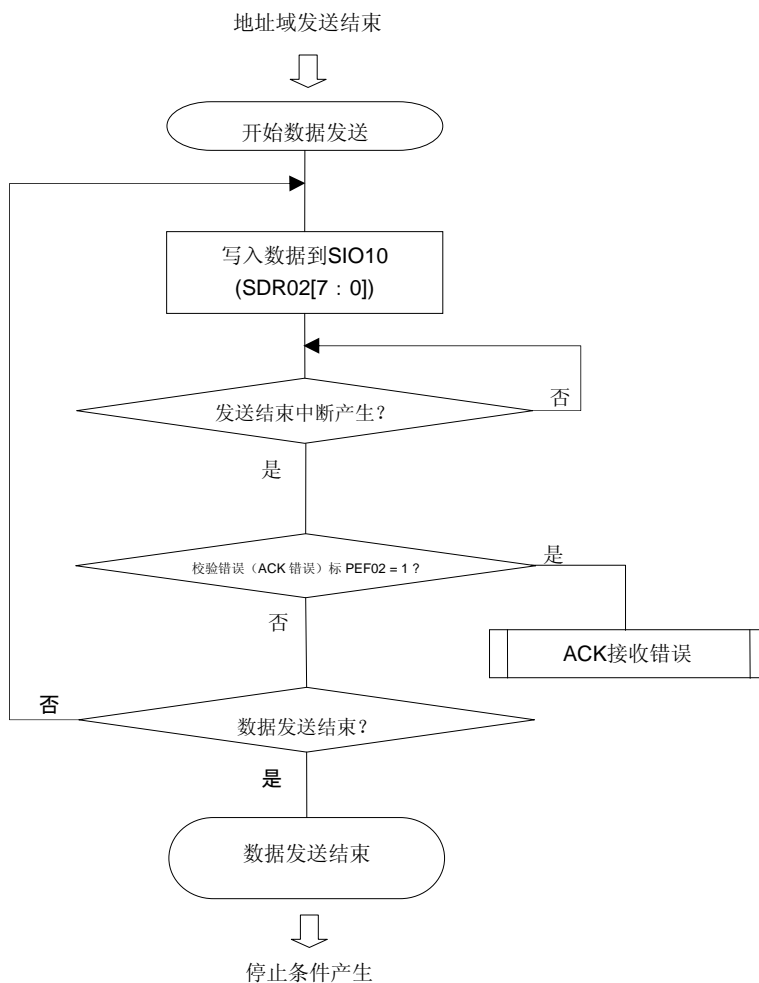 地址域发送结束
开始数据发送
写入数据到SIO10
(SDR02[7：0])
发送结束中断产生？
否
是
校验错误（ACK 错误）标 PEF02 = 1 ?
是
否
ACK接收错误
否
数据发送结束？
是
数据发送结束
停止条件产生